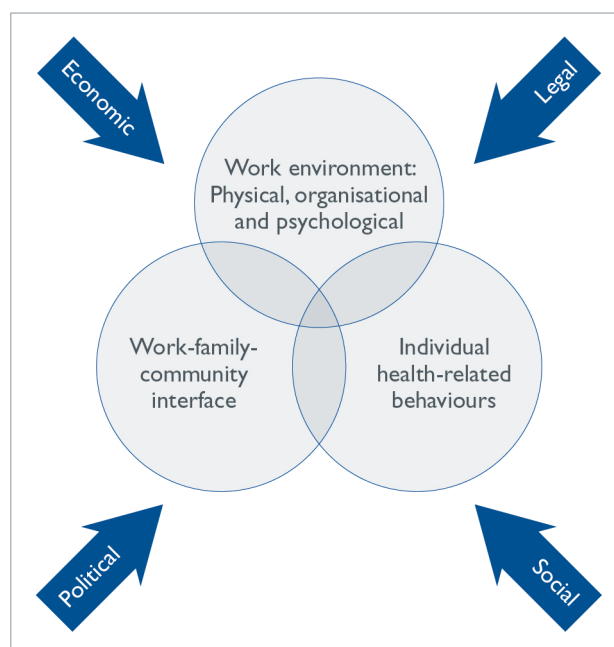 Economic
Legal
Work environment:
Physical, organisational
and psychological
Work-family-
community
interface
Individual
health-related
behaviours
Political
Social